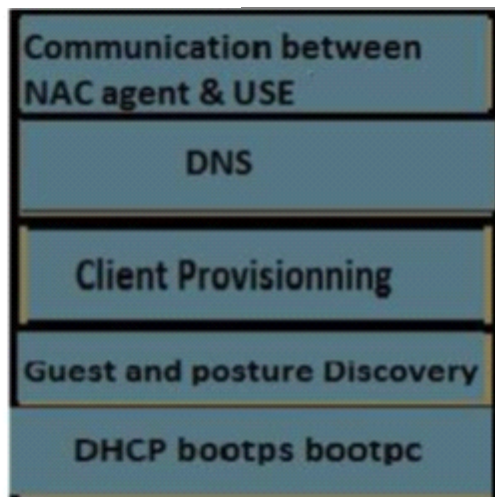 Communication between
NAC agent & USE
DNS
Client Provisionning
Guest and posture Discovery
DHCP bootps bootpc